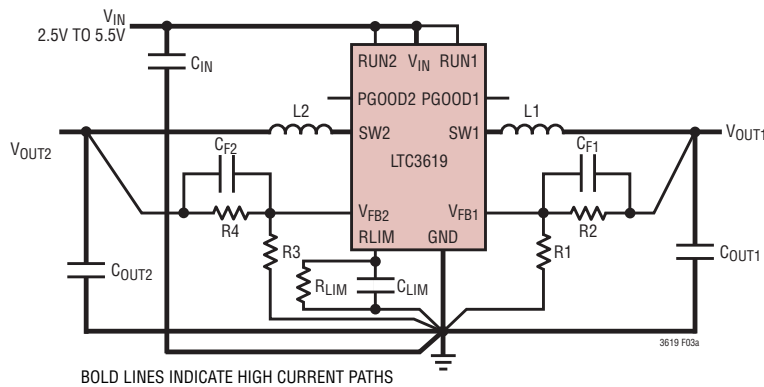 VIN
2.5V TO 5.5V
CIN
RUN2 VIN RUN1
PGOOD2 PGOOD1
L2
L1
SW2 SW1
VOUT2
VOUT1
CF2
CF1
LTC3619
R4
R2
VFB2 VFB1
RLIM GND
R3
R1
COUT2
RLIM
CLIM
COUT1
3619 F03a
BOLD LINES INDICATE HIGH CURRENT PATHS